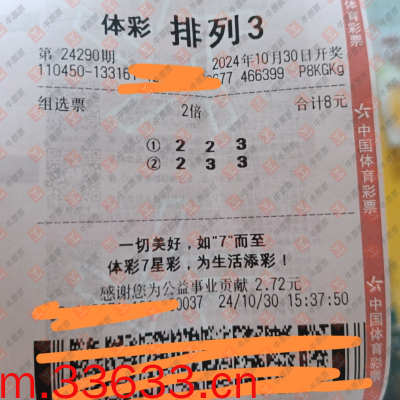 体彩 排列3
第 24290期 2024年10月30日开奖
110450-13316 677 466399 P8KGKg
组选票 2倍 合计8元
① 2 2 3
② 2 3 3
一切美好，如"7"而至
体彩7星彩，为生活添彩！
感谢您为公益事业贡献 2.72元
0037 24/10/30 15:37:50
体育彩票
中国体育彩票
中国体育
m.33633.cn